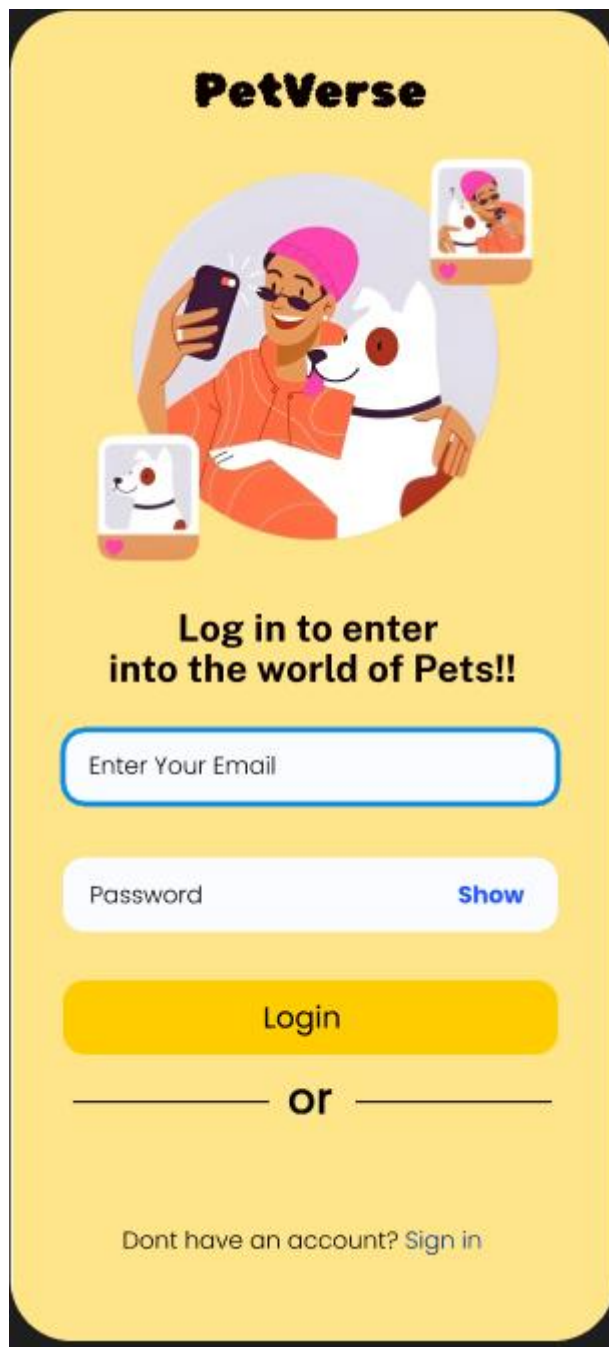 PetVerse
Log in to enter
into the world of Pets!!
Enter Your Email
Password Show
Login
or
Dont have an account? Sign in